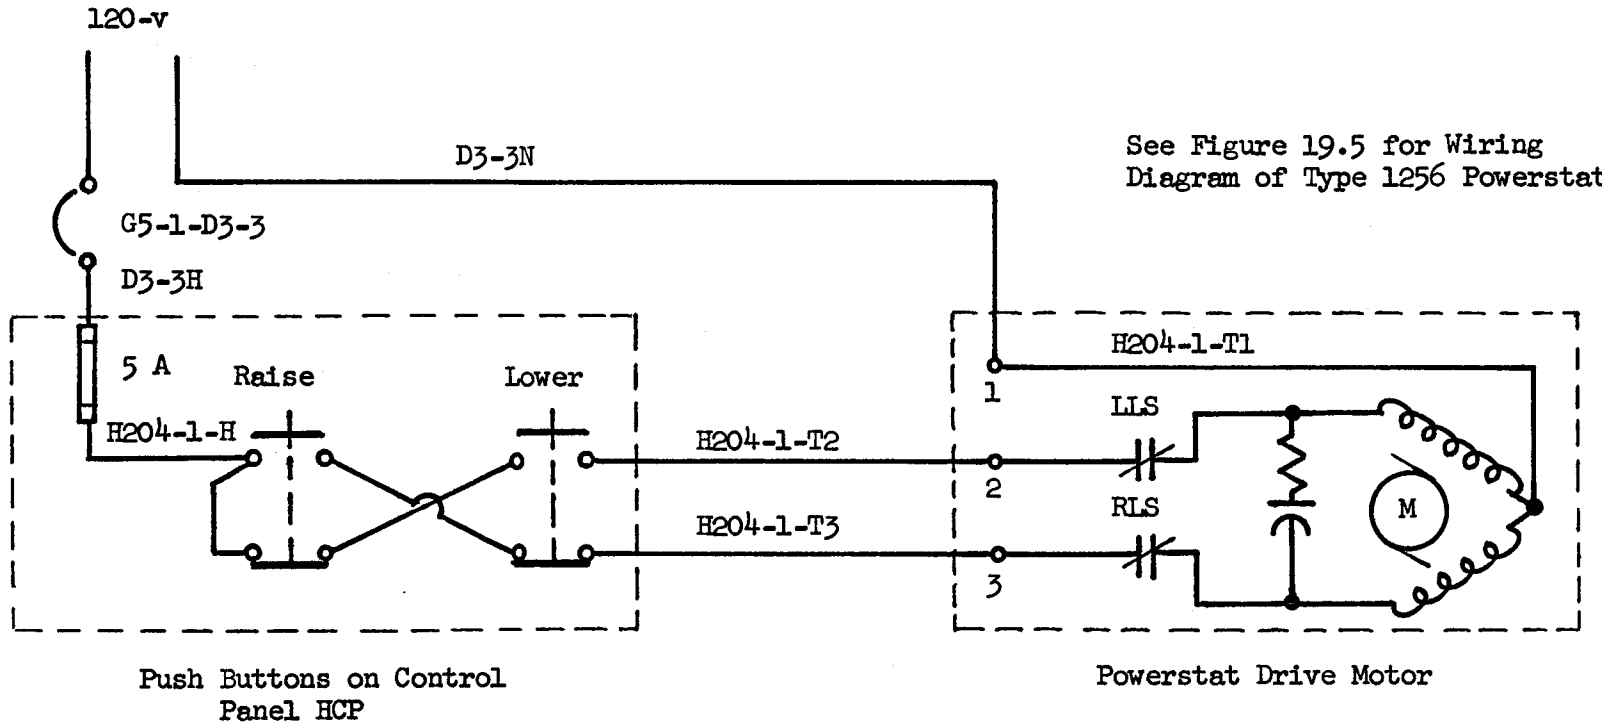 120-v
D3-3N
See Figure 19.5 for Wiring
Diagram of Type 1256 Powerstat
G5-1-D3-3
D3-3H
5 A
Raise
Lower
H204-1-H
H204-1-T2
H204-1-T3
H204-1-T1
1
LLS
2
RLS
3
M
Push Buttons on Control
Panel HCP
Powerstat Drive Motor